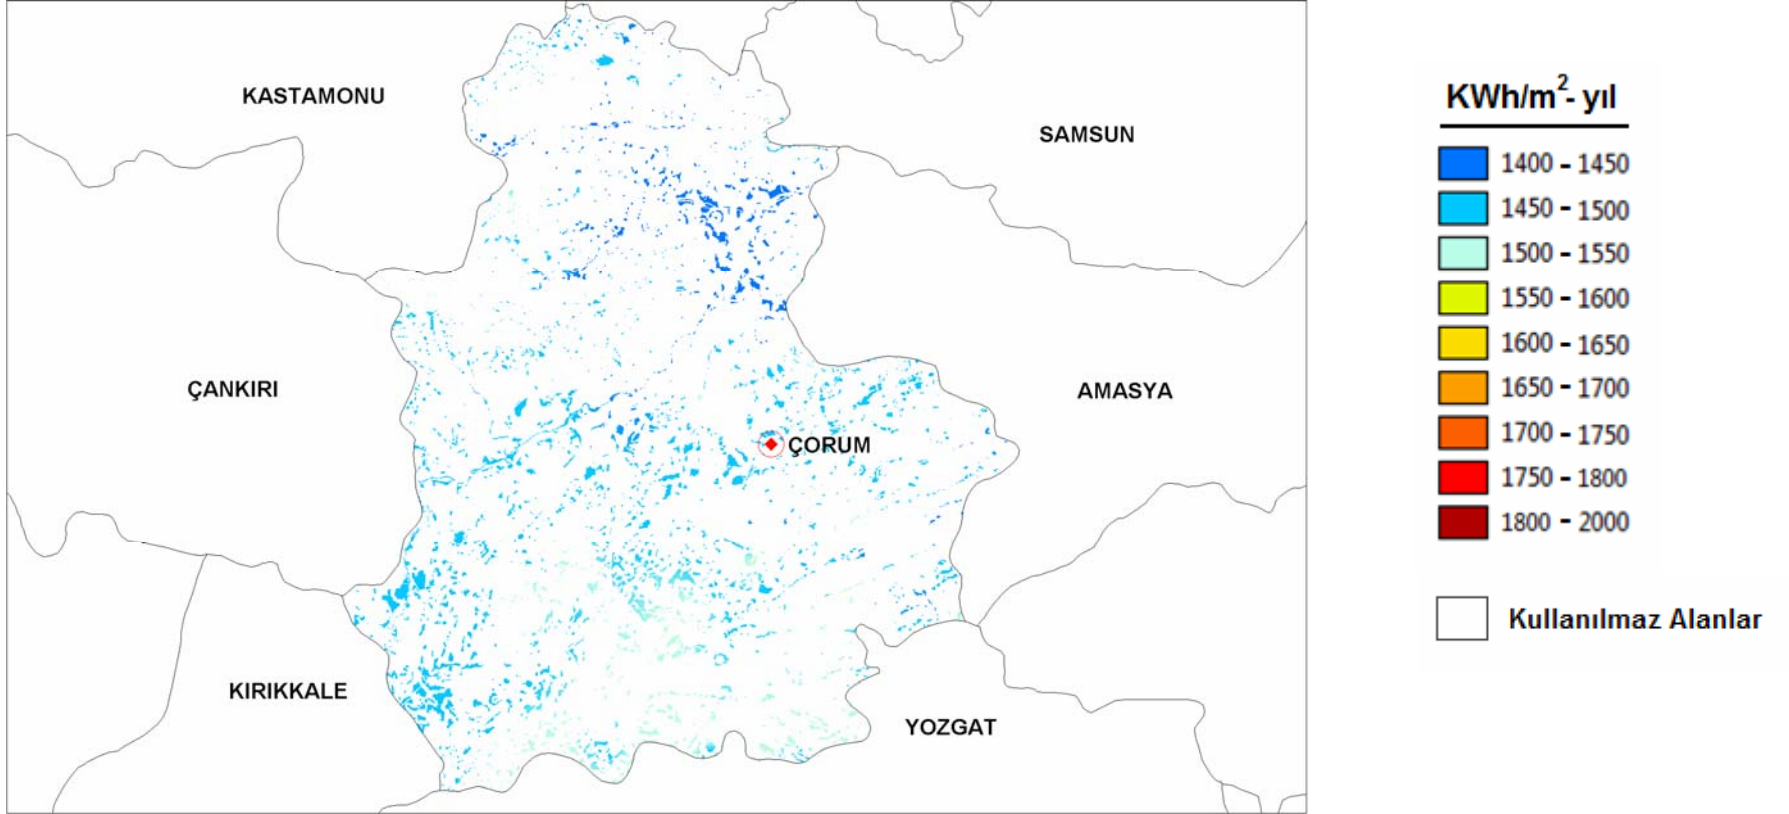 KASTAMONU
SAMSUN
ÇANKIRI
AMASYA
ÇORUM
KIRIKKALE
YOZGAT
KWh/m²- yıl
1400 - 1450
1450 - 1500
1500 - 1550
1550 - 1600
1600 - 1650
1650 - 1700
1700 - 1750
1750 - 1800
1800 - 2000
Kullanılmaz Alanlar